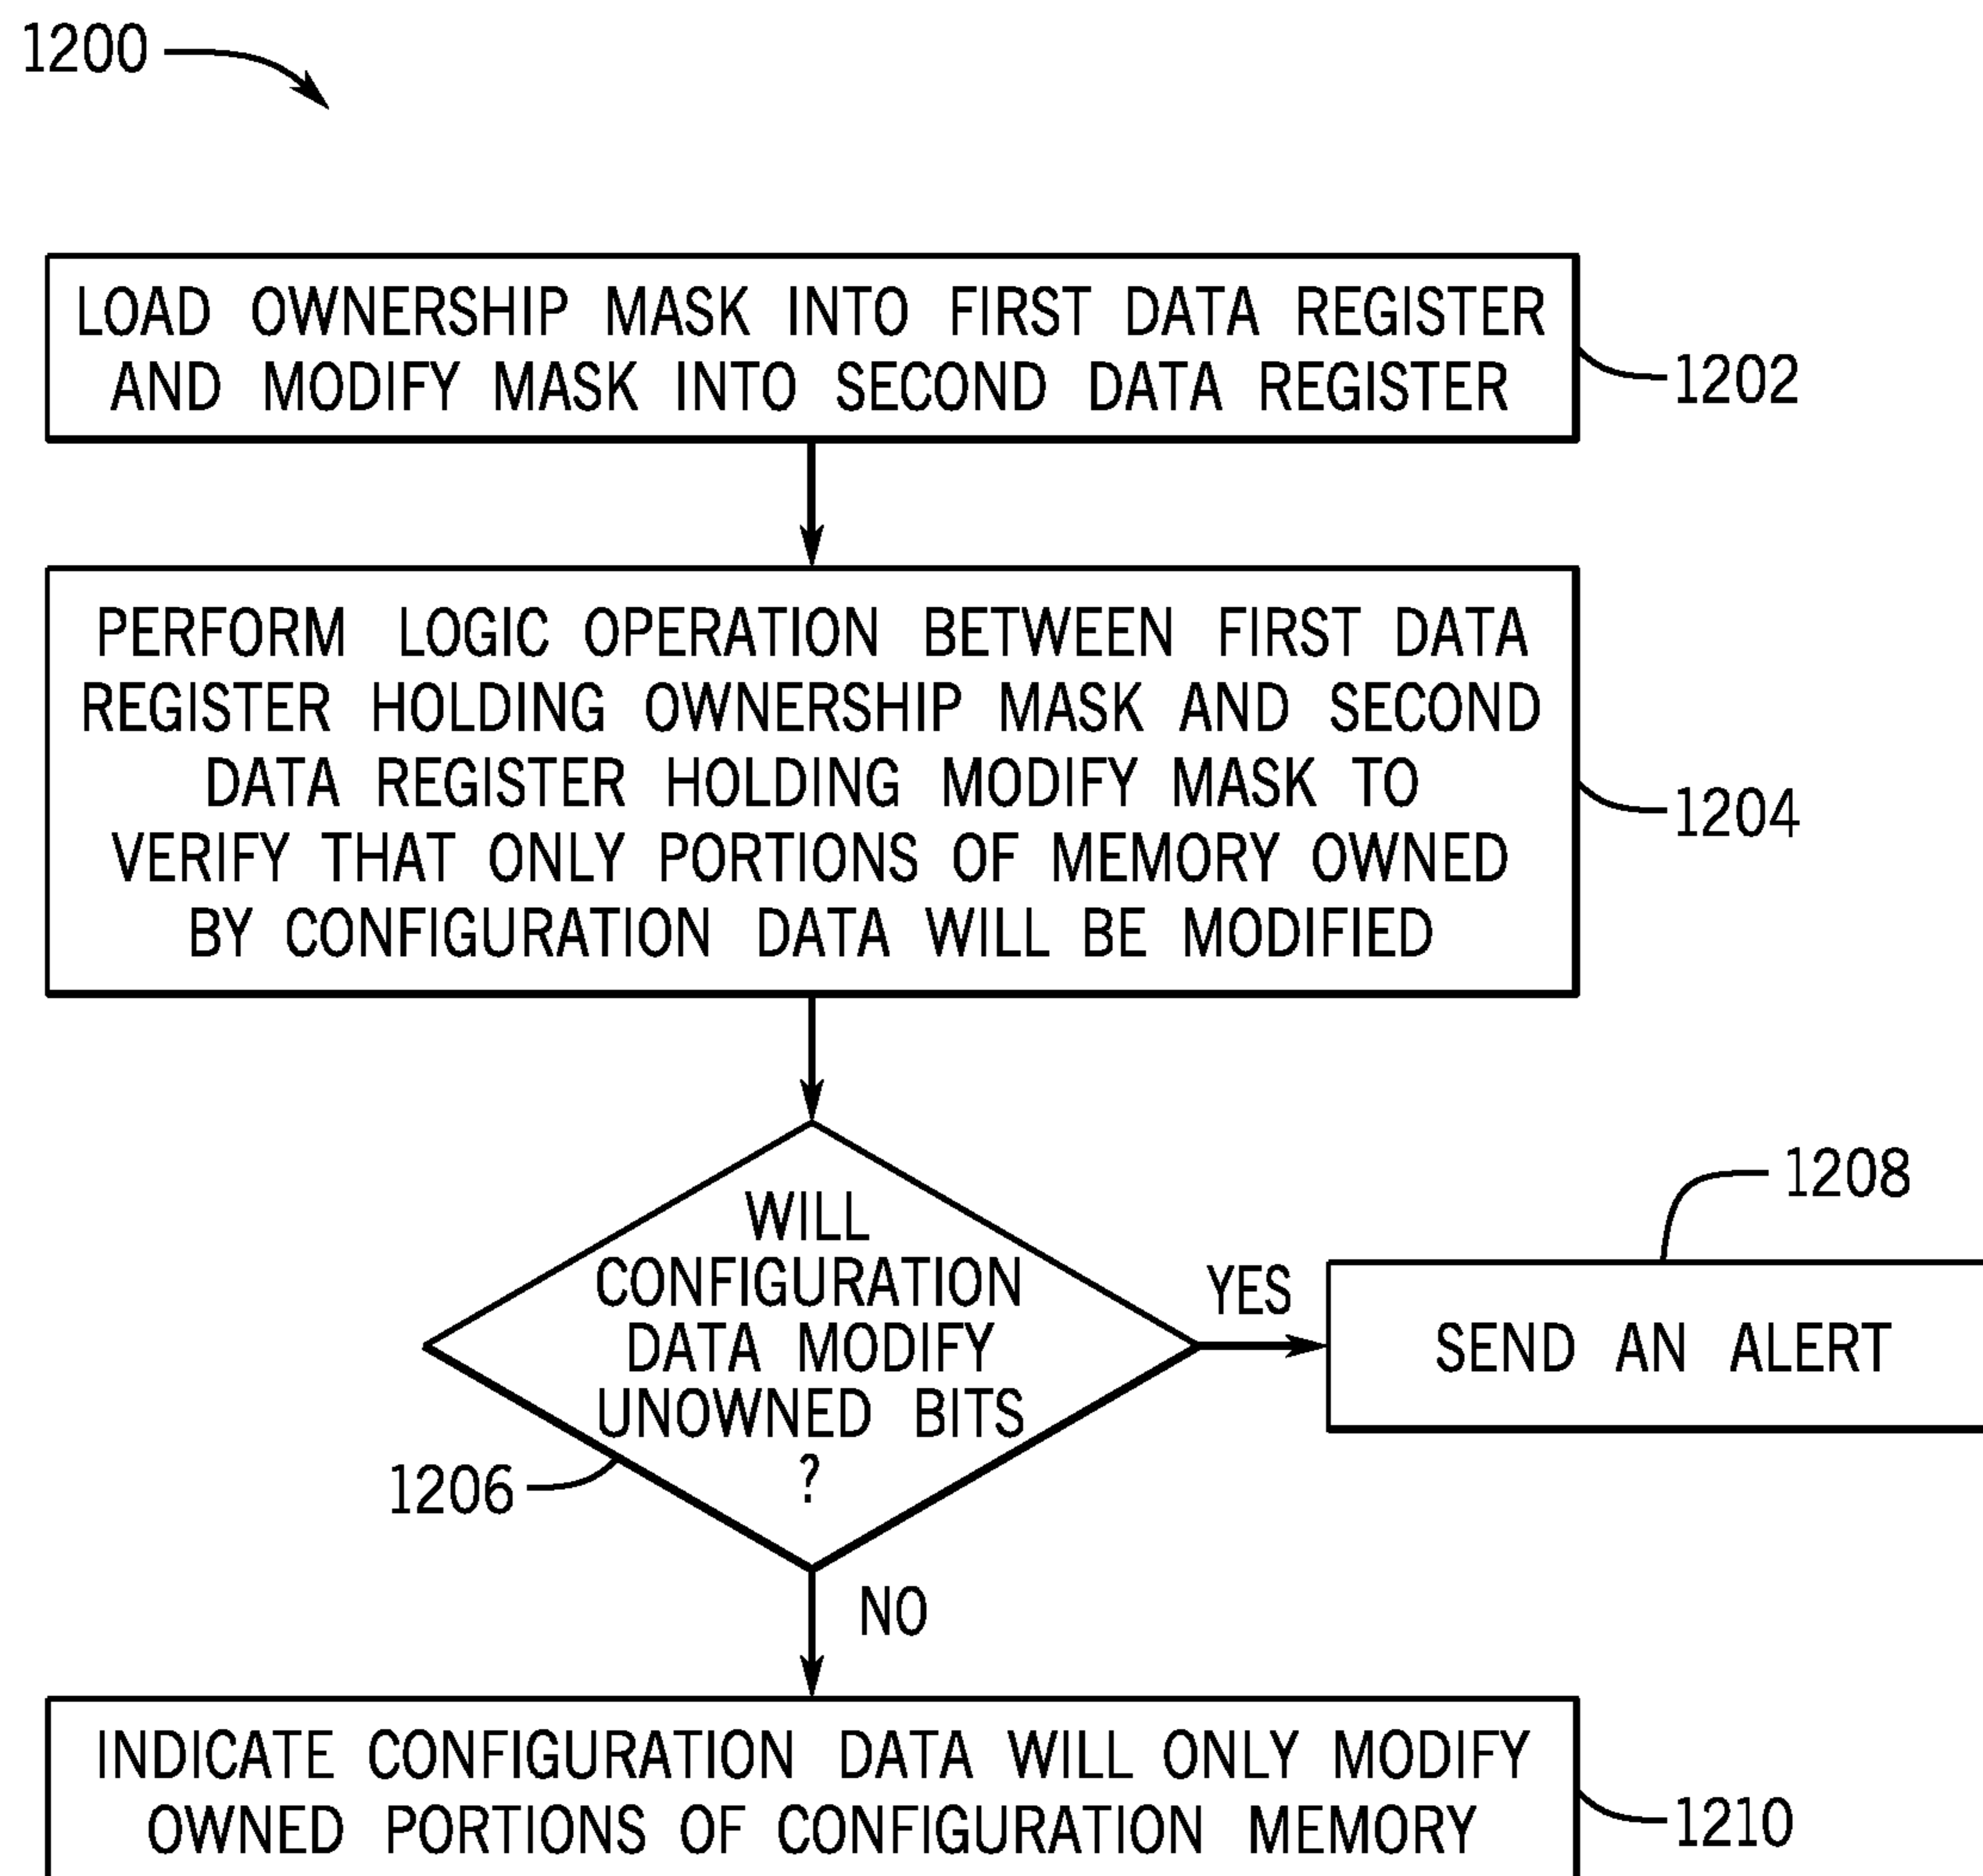 1200
LOAD OWNERSHIP MASK INTO FIRST DATA REGISTER
AND MODIFY MASK INTO SECOND DATA REGISTER
1202
PERFORM LOGIC OPERATION BETWEEN FIRST DATA
REGISTER HOLDING OWNERSHIP MASK AND SECOND
DATA REGISTER HOLDING MODIFY MASK TO
VERIFY THAT ONLY PORTIONS OF MEMORY OWNED
BY CONFIGURATION DATA WILL BE MODIFIED
1204
WILL
CONFIGURATION
DATA MODIFY
UNOWNED BITS
?
1206
YES
1208
SEND AN ALERT
NO
INDICATE CONFIGURATION DATA WILL ONLY MODIFY
OWNED PORTIONS OF CONFIGURATION MEMORY
1210